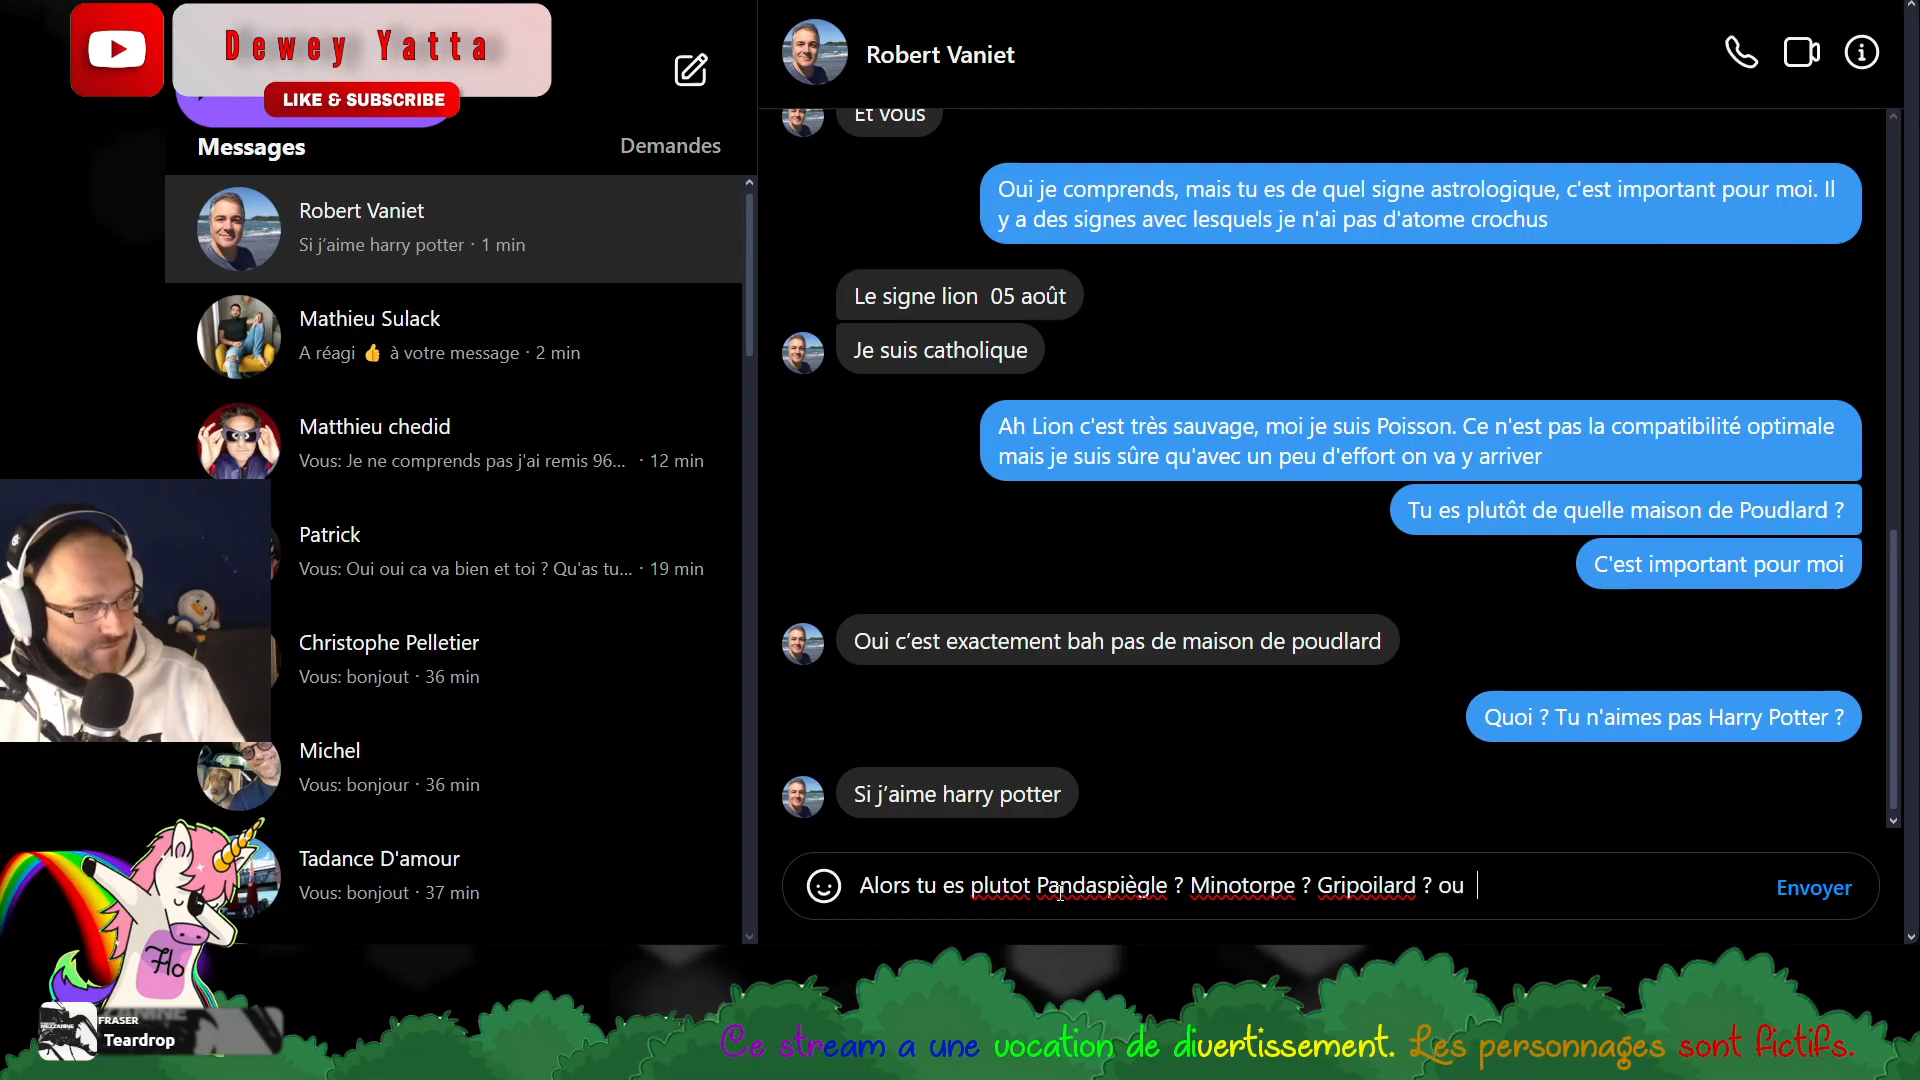 Dewey Yatta
LIKE & SUBSCRIBE
Messages
Demandes
Robert Vaniet
Si j’aime harry potter · 1 min
Mathieu Sulack
A réagi 👍 à votre message · 2 min
Matthieu chedid
Vous: Je ne comprends pas j'ai remis 96... · 12 min
Patrick
Vous: Oui oui ca va bien et toi ? Qu'as tu... · 19 min
Christophe Pelletier
Vous: bonjout · 36 min
Michel
Vous: bonjour · 36 min
Tadance D'amour
Vous: bonjout · 37 min
Flo
FRASER
Teardrop
Robert Vaniet
Et vous
Oui je comprends, mais tu es de quel signe astrologique, c'est important pour moi. Il
y a des signes avec lesquels je n'ai pas d'atome crochus
Le signe lion  05 août
Je suis catholique
Ah Lion c'est très sauvage, moi je suis Poisson. Ce n'est pas la compatibilité optimale
mais je suis sûre qu'avec un peu d'effort on va y arriver
Tu es plutôt de quelle maison de Poudlard ?
C'est important pour moi
Oui c’est exactement bah pas de maison de poudlard
Quoi ? Tu n'aimes pas Harry Potter ?
Si j’aime harry potter
Alors tu es plutot Pandaspiègle ? Minotorpe ? Gripoilard ? ou
Envoyer
Ce stream a une vocation de divertissement. Les personnages sont fictifs.